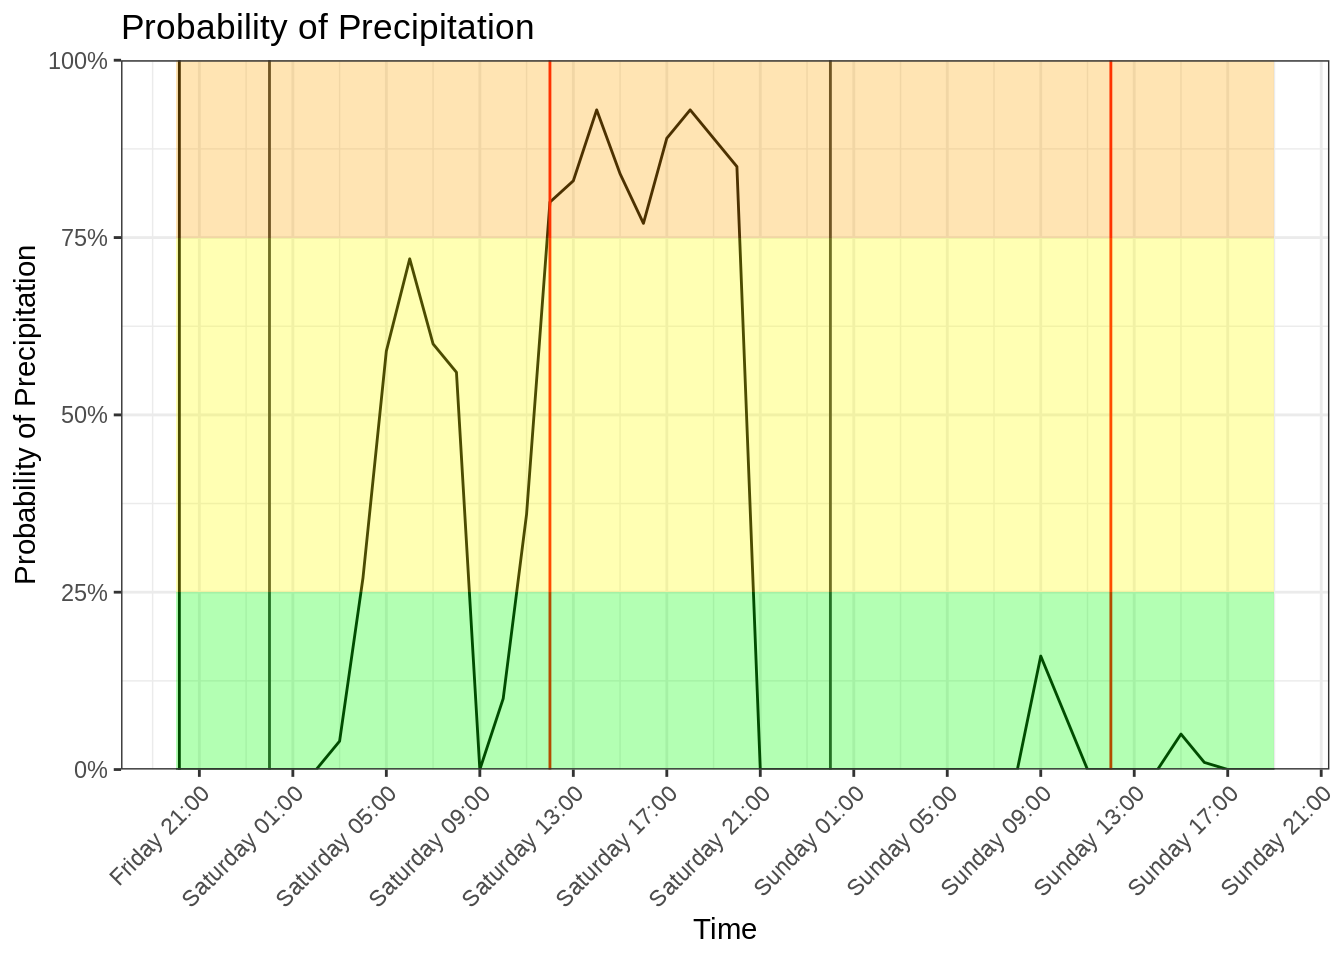 Probability of Precipitation
100%
75%
50%
25%
0%
Probability of Precipitation
Friday 21:00
Saturday 01:00
Saturday 05:00
Saturday 09:00
Saturday 13:00
Saturday 17:00
Saturday 21:00
Sunday 01:00
Sunday 05:00
Sunday 09:00
Sunday 13:00
Sunday 17:00
Sunday 21:00
Time